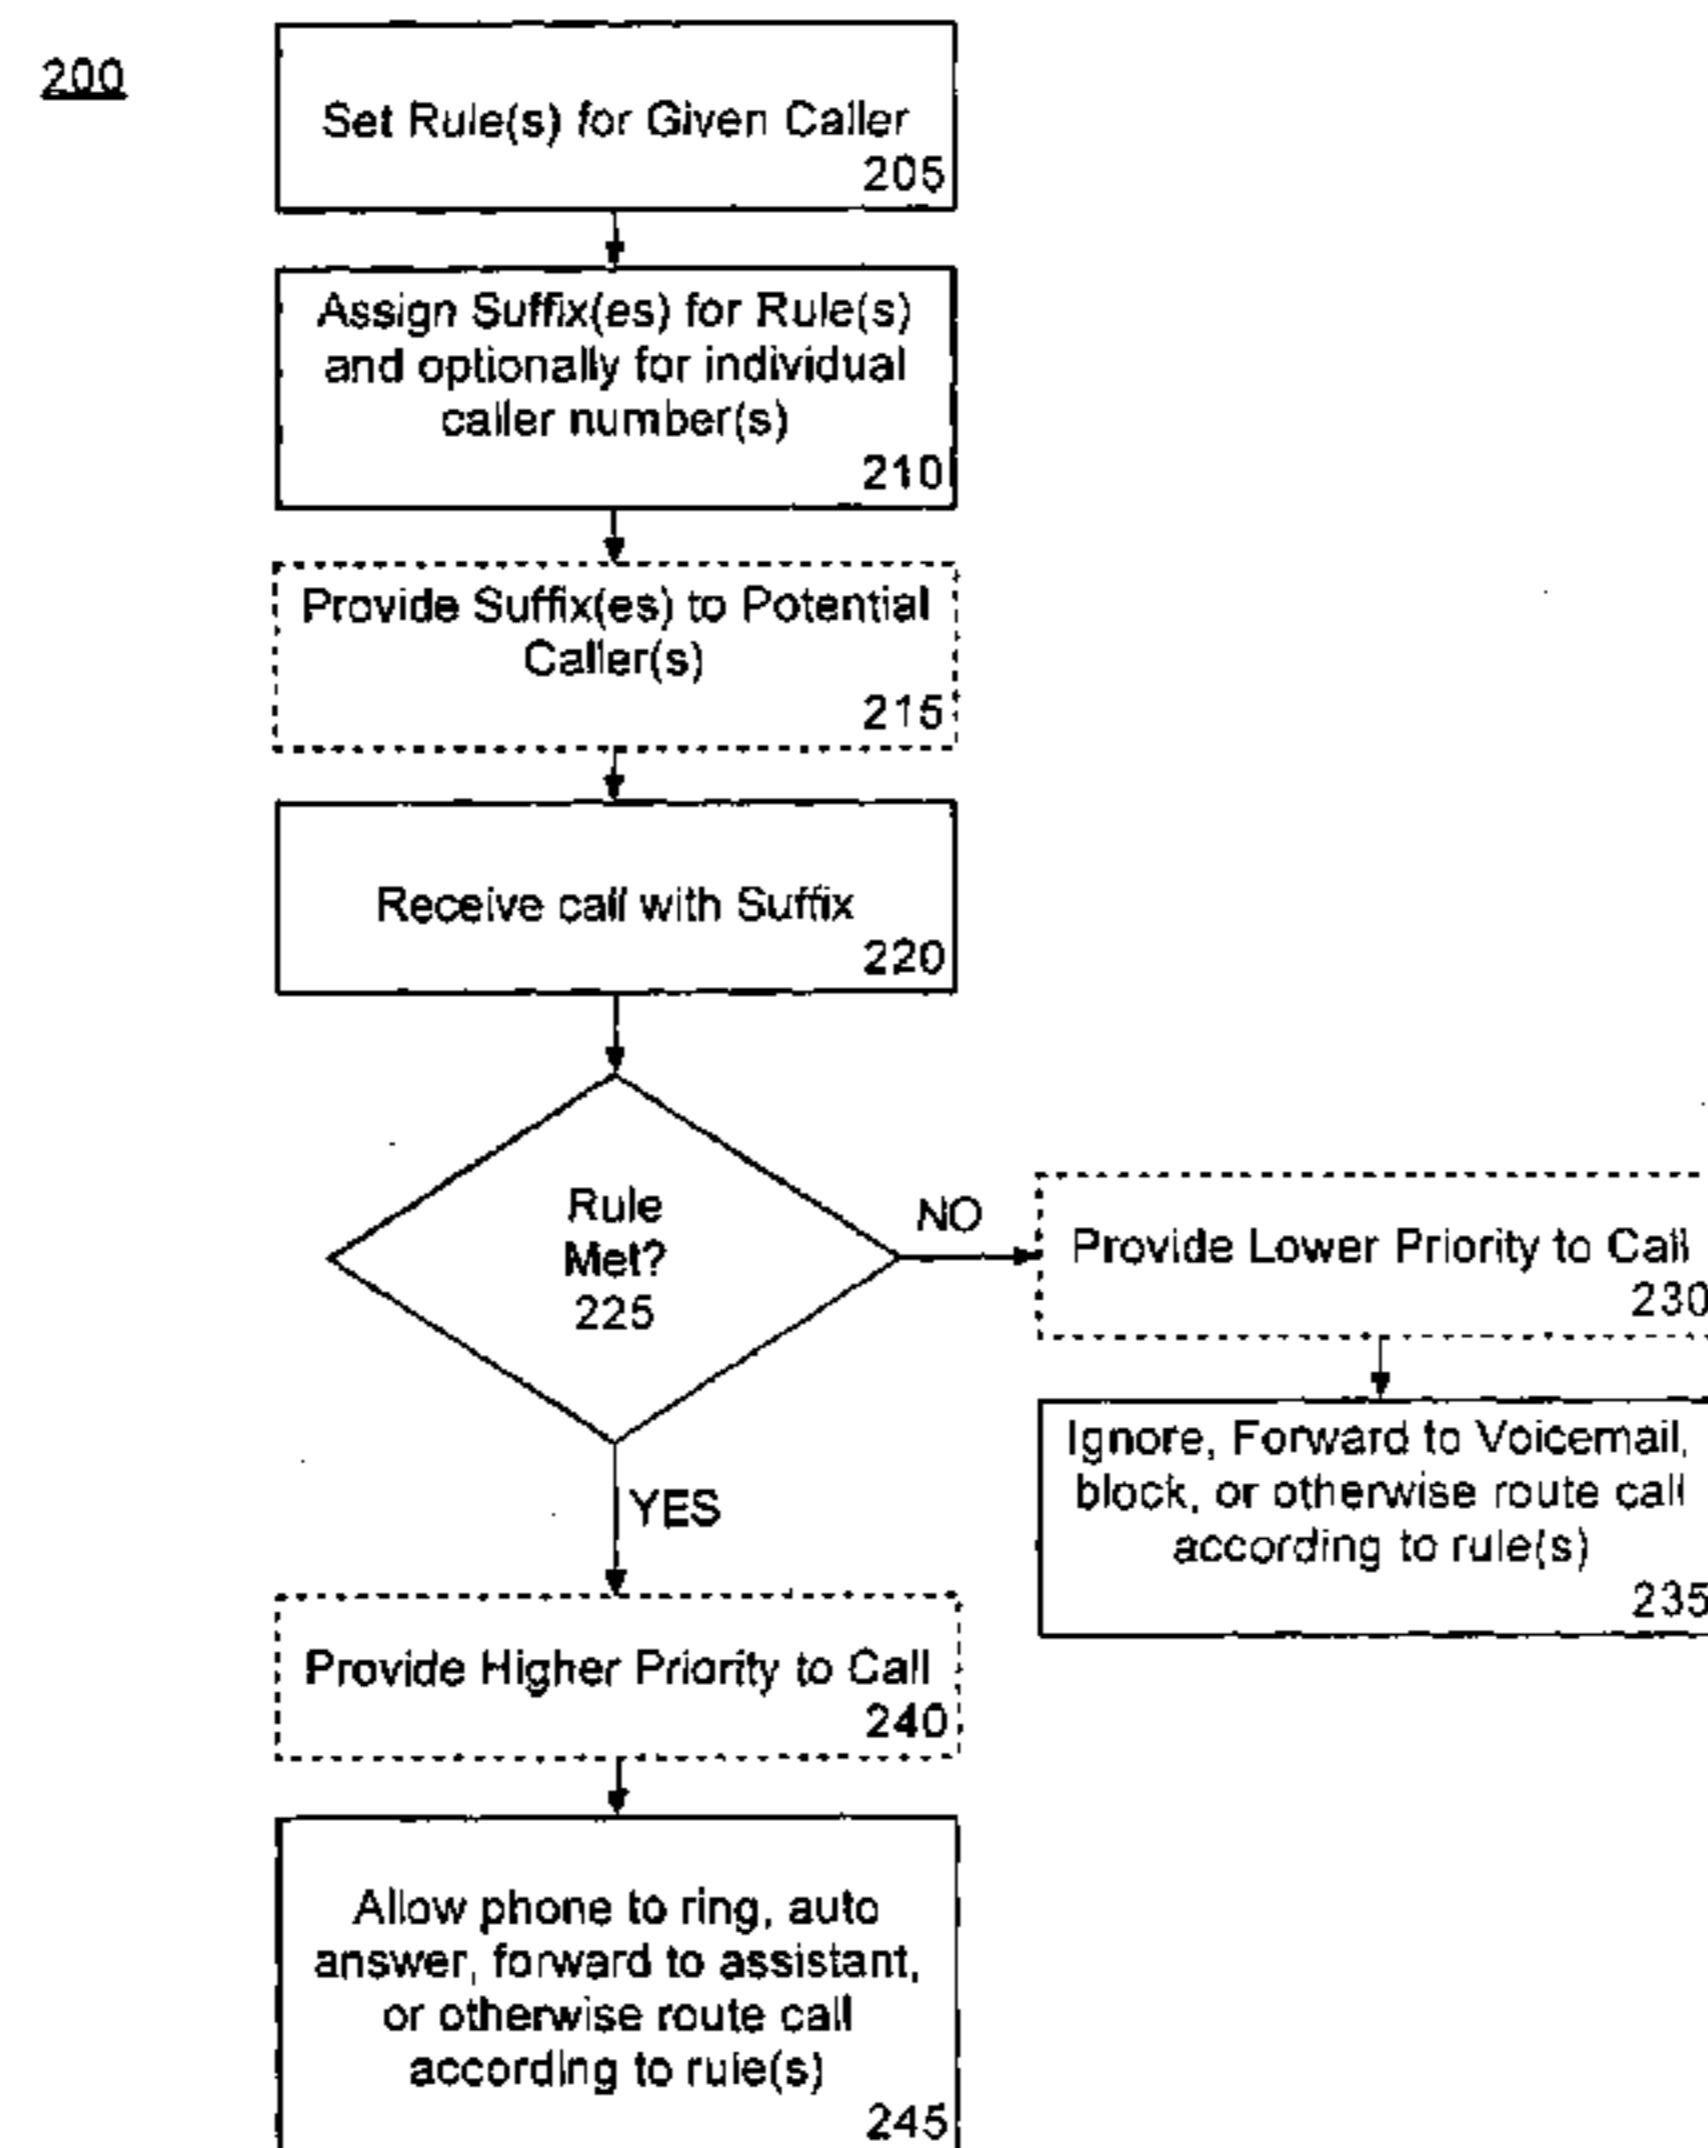 200
Set Rule(s) for Given Caller
205
Assign Suffix(es) for Rule(s)
and optionally for individual
caller number(s)
210
Provide Suffix(es) to Potential
Caller(s)
215
Receive call with Suffix
220
Rule
Met?
225
NO
Provide Lower Priority to Call
230
Ignore, Forward to Voicemail,
block, or otherwise route call
according to rule(s)
235
YES
Provide Higher Priority to Call
240
Allow phone to ring, auto
answer, forward to assistant,
or otherwise route call
according to rule(s)
245